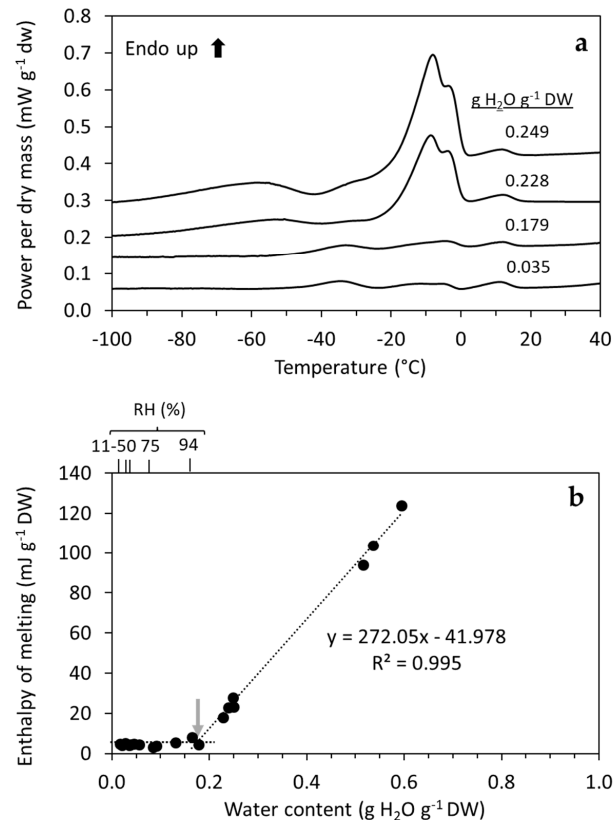 0.8
0.7
0.6
0.5
0.4
0.3
0.2
0.1
0.0
Power per dry mass (mW g⁻¹ dw)
Endo up
a
g H₂O g⁻¹ DW
0.249
0.228
0.179
0.035
-100 -80 -60 -40 -20 0 20 40
Temperature (°C)
RH (%)
11-50 75 94
140
120
100
80
60
40
20
0
Enthalpy of melting (mJ g⁻¹ DW)
b
y = 272.05x - 41.978
R² = 0.995
0.0 0.2 0.4 0.6 0.8 1.0
Water content (g H₂O g⁻¹ DW)